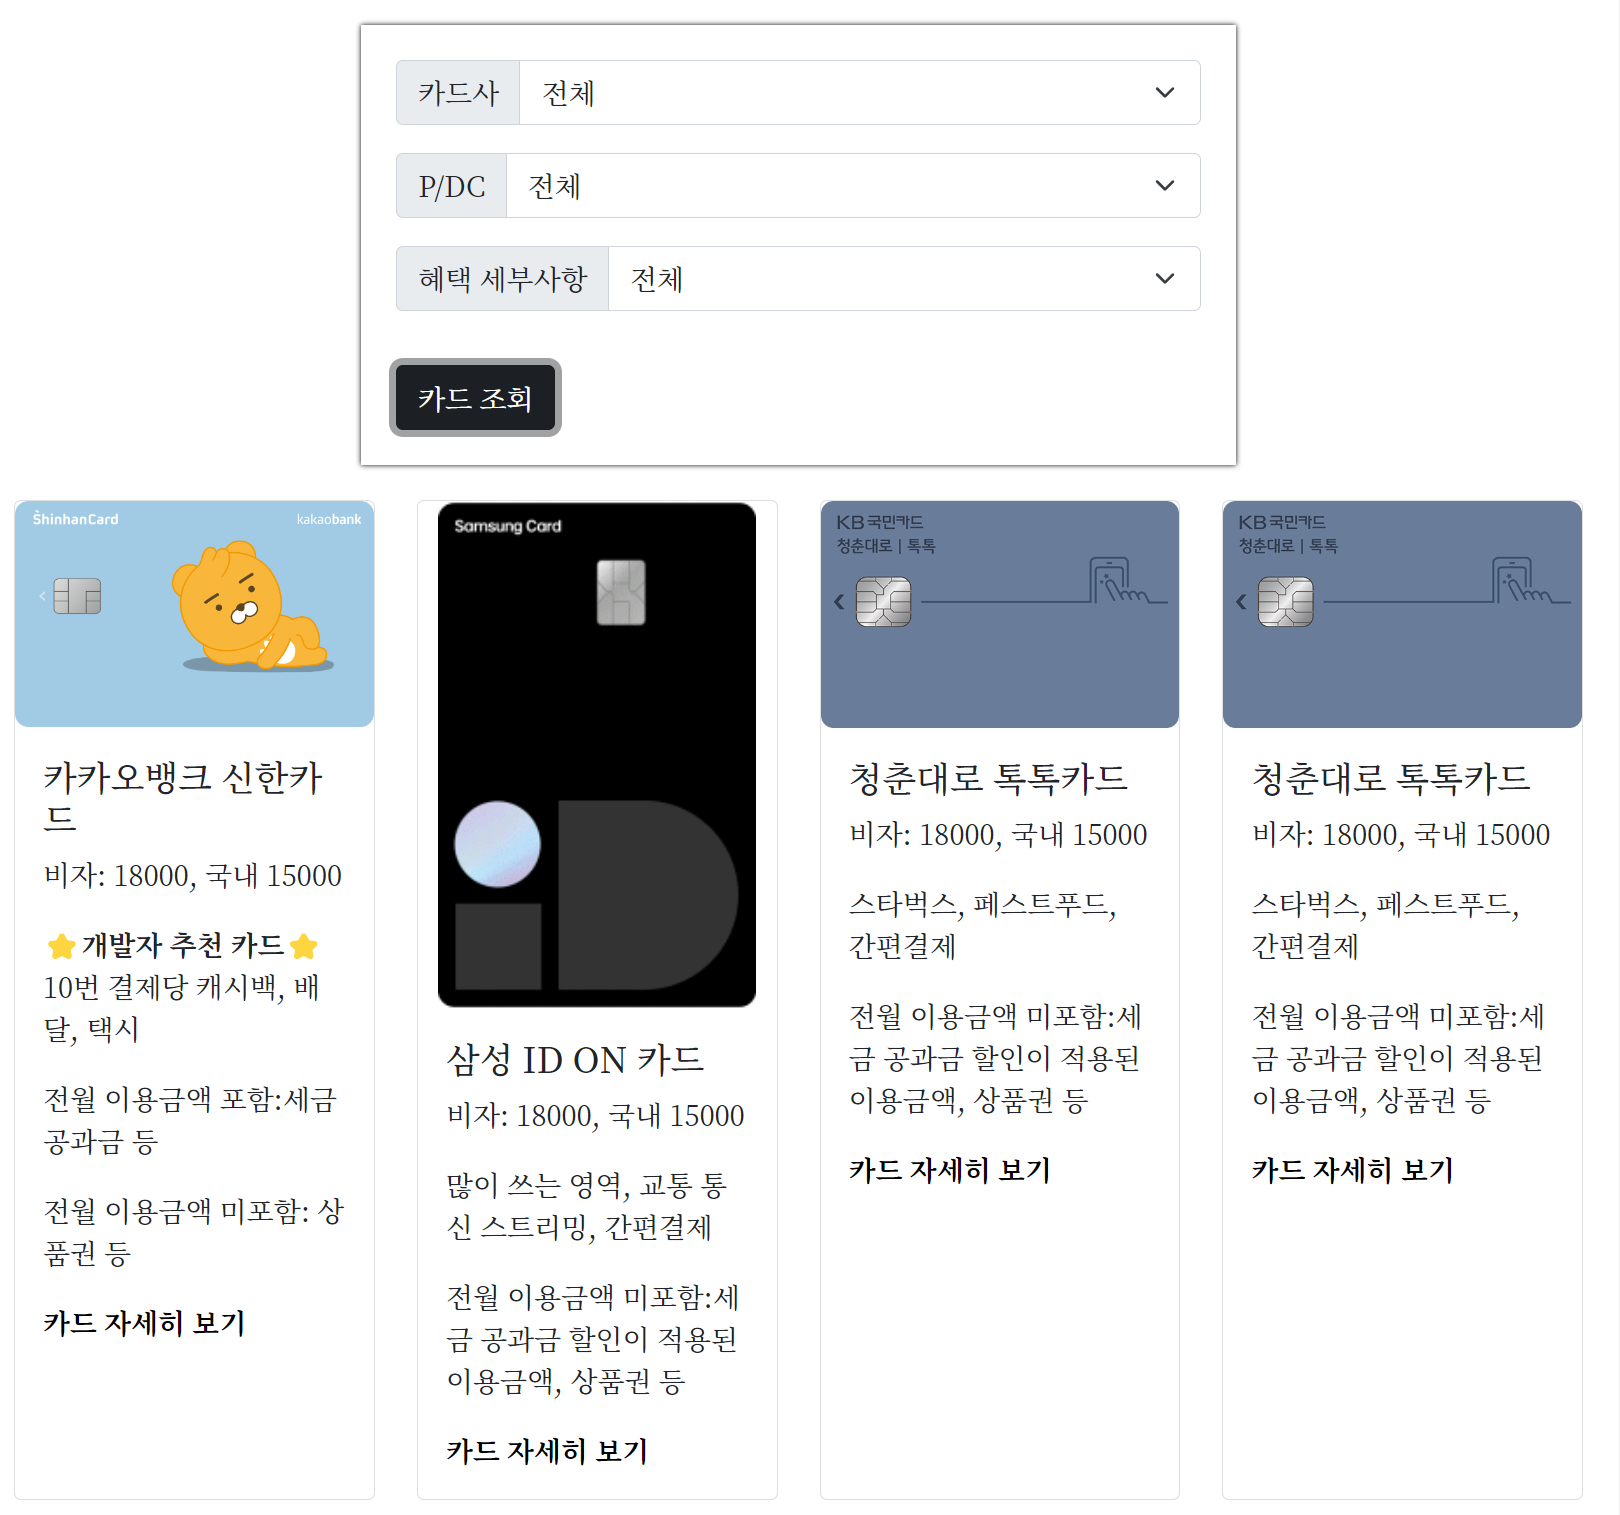 카드사 전체
P/DC 전체
혜택 세부사항 전체
카드 조회
ShinhanCard kakaobank
카카오뱅크 신한카
드
비자: 18000, 국내 15000
⭐개발자 추천 카드⭐
10번 결제당 캐시백, 배
달, 택시
전월 이용금액 포함:세금
공과금 등
전월 이용금액 미포함: 상
품권 등
카드 자세히 보기
Samsung Card
삼성 ID ON 카드
비자: 18000, 국내 15000
많이 쓰는 영역, 교통 통
신 스트리밍, 간편결제
전월 이용금액 미포함:세
금 공과금 할인이 적용된
이용금액, 상품권 등
카드 자세히 보기
KB국민카드
청춘대로 | 톡톡
청춘대로 톡톡카드
비자: 18000, 국내 15000
스타벅스, 페스트푸드,
간편결제
전월 이용금액 미포함:세
금 공과금 할인이 적용된
이용금액, 상품권 등
카드 자세히 보기
KB국민카드
청춘대로 | 톡톡
청춘대로 톡톡카드
비자: 18000, 국내 15000
스타벅스, 페스트푸드,
간편결제
전월 이용금액 미포함:세
금 공과금 할인이 적용된
이용금액, 상품권 등
카드 자세히 보기